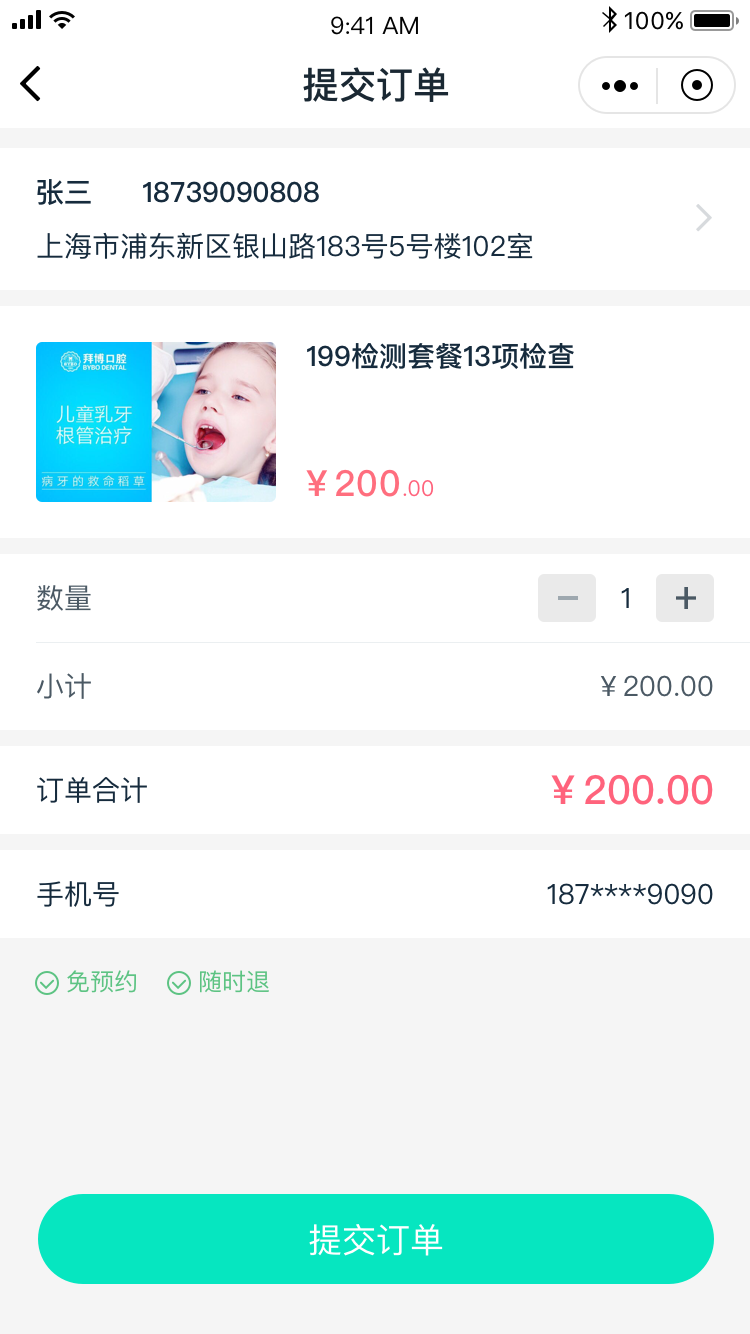 9:41 AM
100%
提交订单
张三 18739090808
上海市浦东新区银山路183号5号楼102室
拜博口腔
BYBO DENTAL
儿童乳牙
根管治疗
病牙的救命稻草
199检测套餐13项检查
¥200.00
数量 1
小计 ¥200.00
订单合计 ¥200.00
手机号 187****9090
免预约 随时退
提交订单